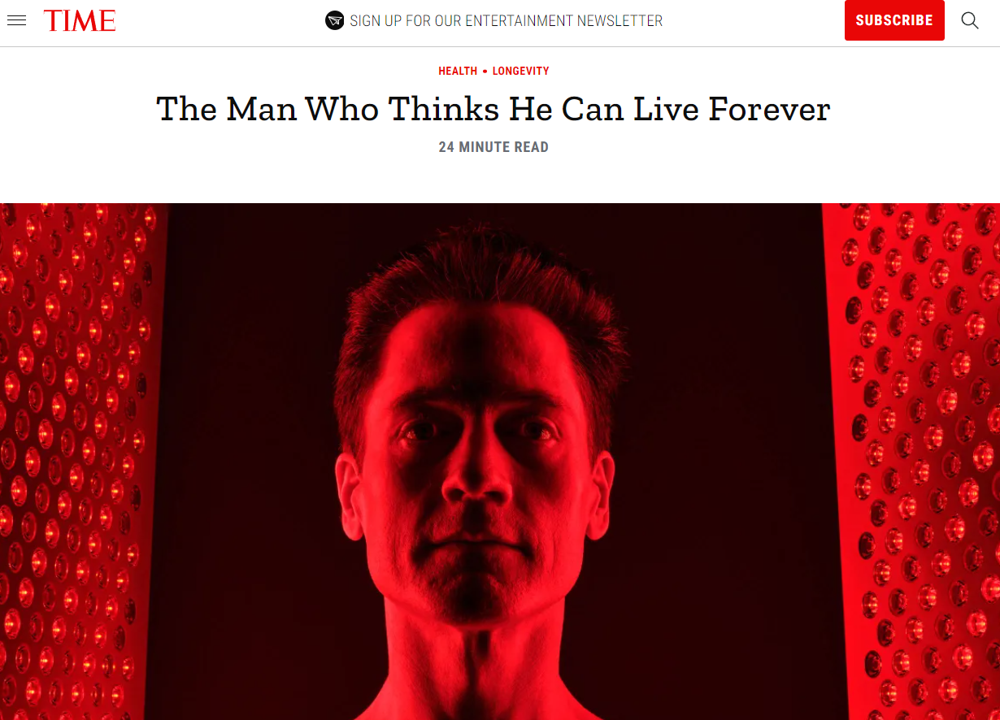 TIME
SIGN UP FOR OUR ENTERTAINMENT NEWSLETTER
SUBSCRIBE
HEALTH • LONGEVITY
The Man Who Thinks He Can Live Forever
24 MINUTE READ